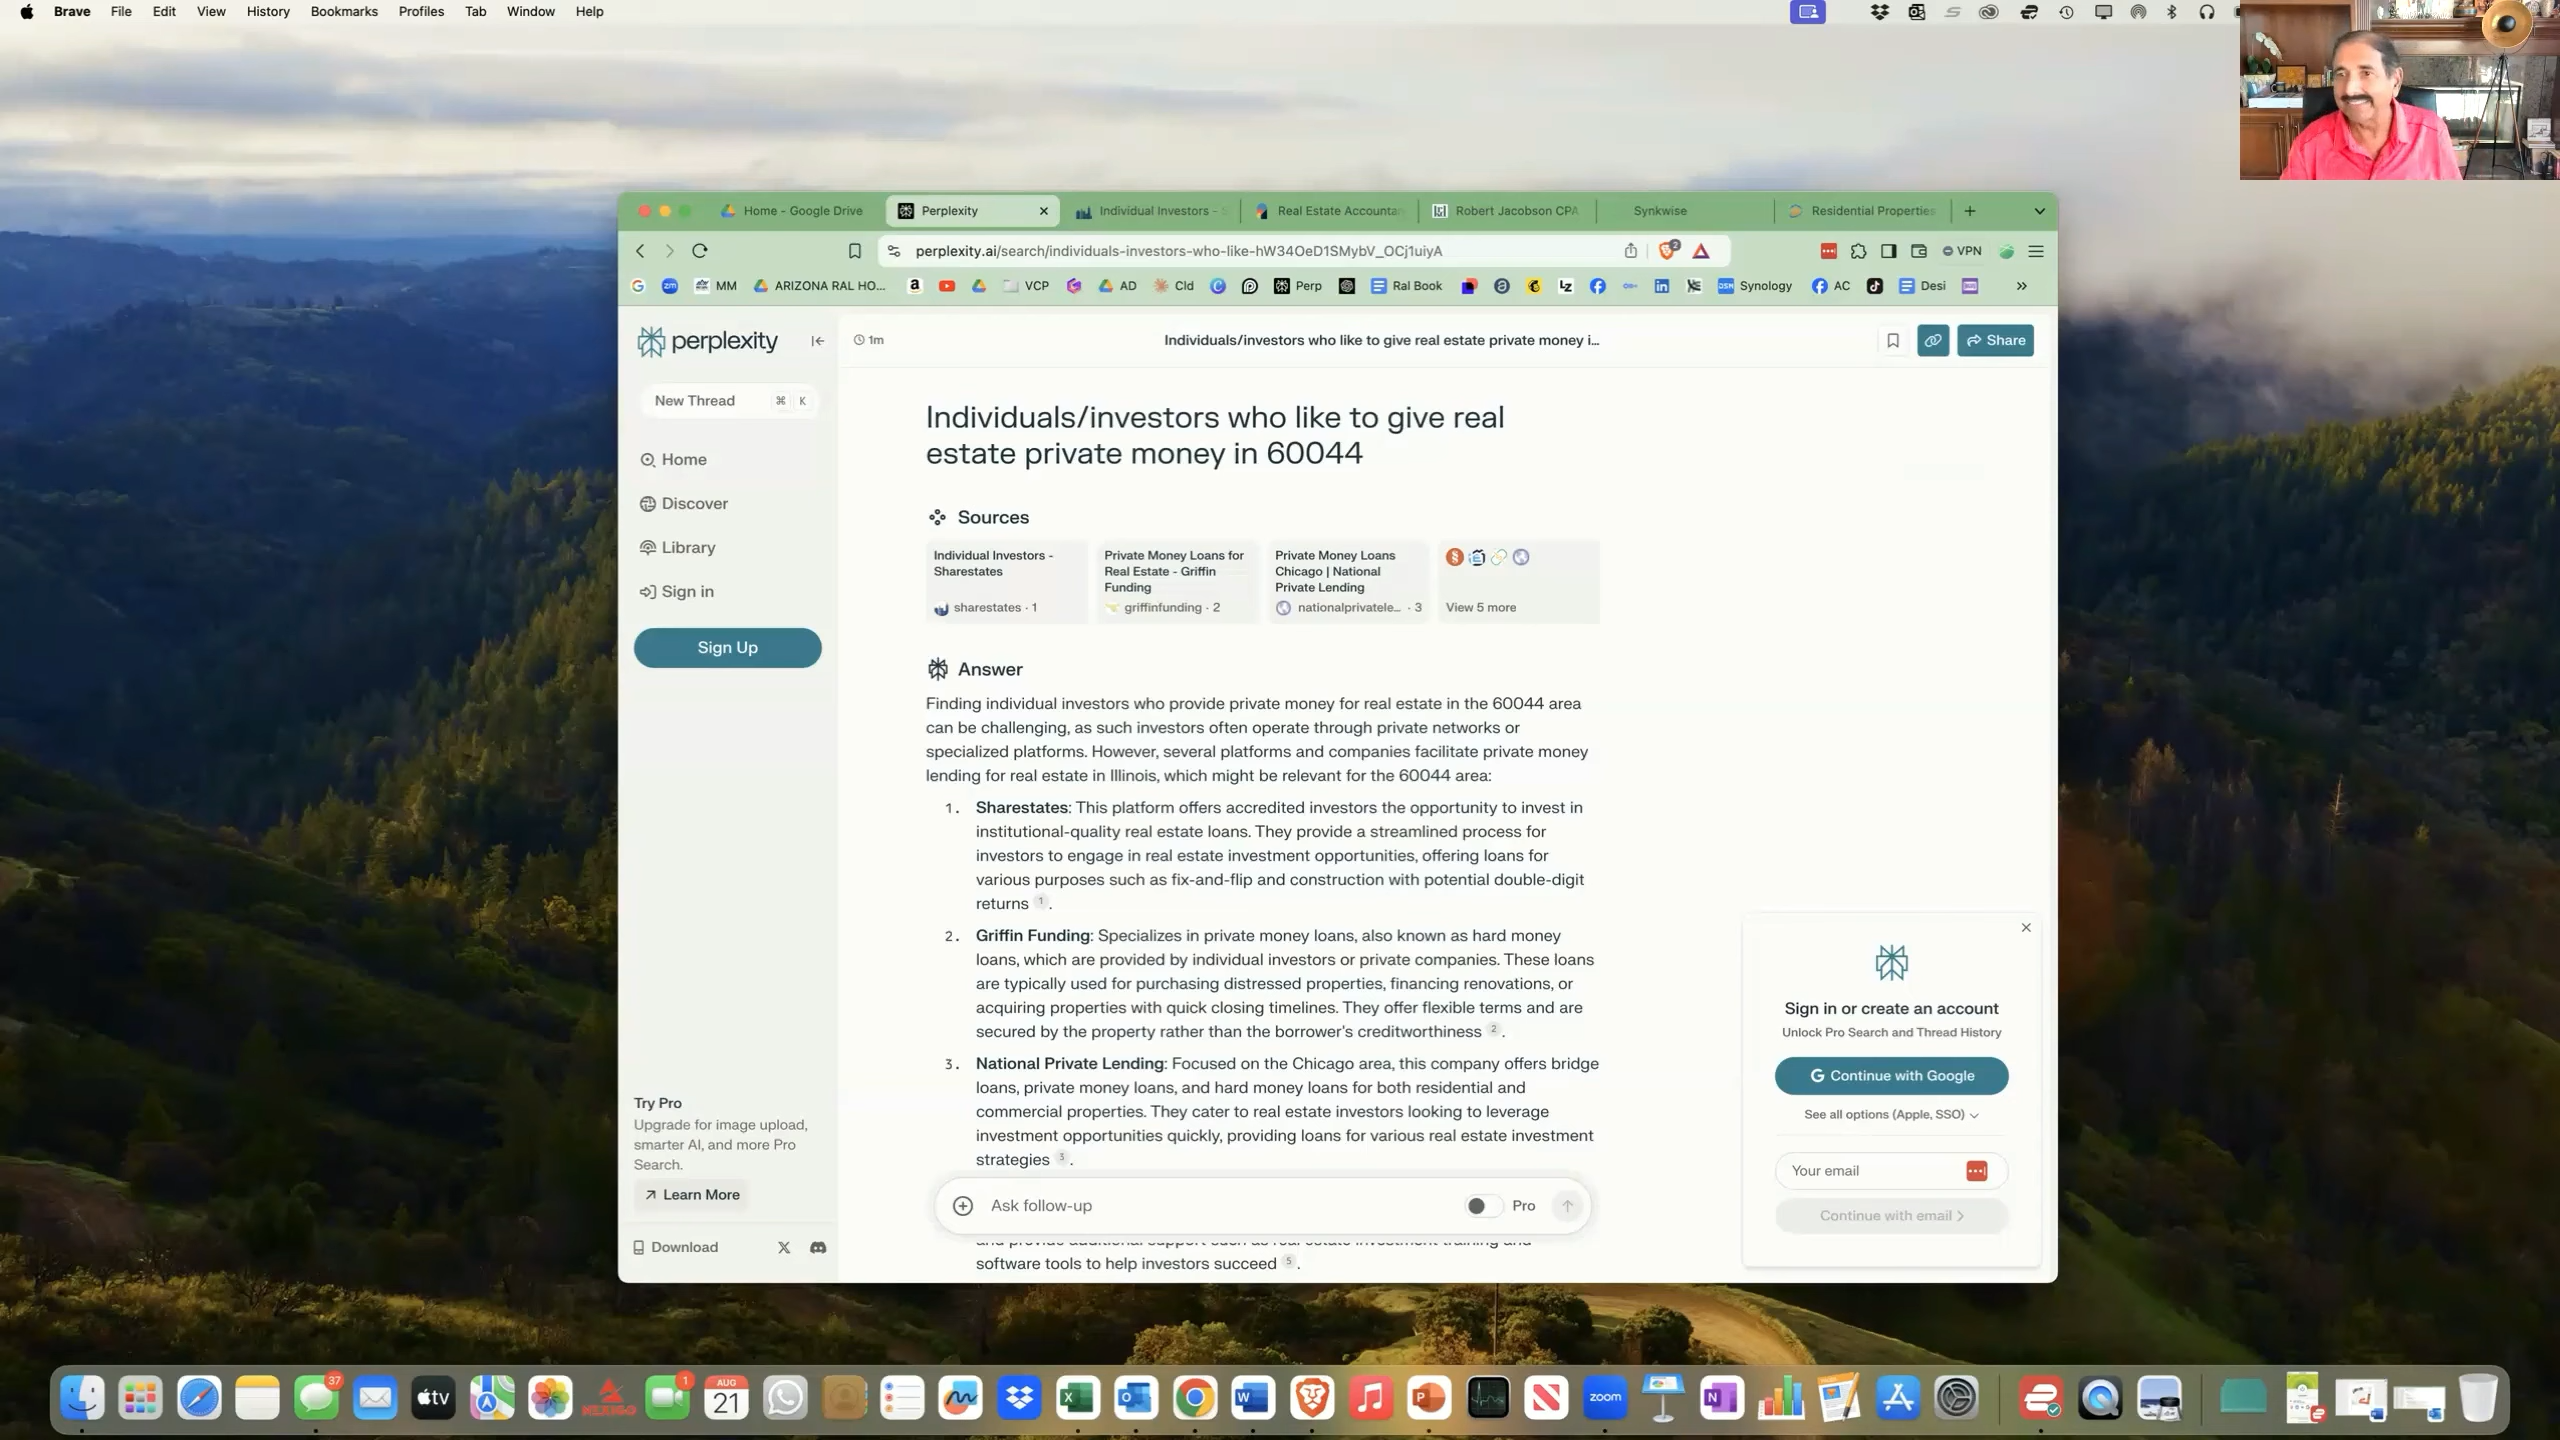 Brave File Edit View History Bookmarks Profiles Tab Window Help
Home - Google Drive
Perplexity
Individual Investors - S
Real Estate Accountan
Robert Jacobson CPA
Synkwise
Residential Properties
perplexity.ai/search/individuals-investors-who-like-hW34OeD1SMybV_OCj1uiyA
2
VPN
MM
ARIZONA RAL HO...
VCP
AD
Cld
Perp
Ral Book
Synology
AC
Desi
»
perplexity
1m
Individuals/investors who like to give real estate private money i...
Share
New Thread
⌘ K
Home
Discover
Library
Sign in
Sign Up
Individuals/investors who like to give real
estate private money in 60044
Sources
Individual Investors -
Sharestates
sharestates · 1
Private Money Loans for
Real Estate - Griffin
Funding
griffinfunding · 2
Private Money Loans
Chicago | National
Private Lending
nationalprivatele... · 3
View 5 more
Answer
Finding individual investors who provide private money for real estate in the 60044 area
can be challenging, as such investors often operate through private networks or
specialized platforms. However, several platforms and companies facilitate private money
lending for real estate in Illinois, which might be relevant for the 60044 area:
1. Sharestates: This platform offers accredited investors the opportunity to invest in
institutional-quality real estate loans. They provide a streamlined process for
investors to engage in real estate investment opportunities, offering loans for
various purposes such as fix-and-flip and construction with potential double-digit
returns 1.
2. Griffin Funding: Specializes in private money loans, also known as hard money
loans, which are provided by individual investors or private companies. These loans
are typically used for purchasing distressed properties, financing renovations, or
acquiring properties with quick closing timelines. They offer flexible terms and are
secured by the property rather than the borrower's creditworthiness 2.
3. National Private Lending: Focused on the Chicago area, this company offers bridge
loans, private money loans, and hard money loans for both residential and
commercial properties. They cater to real estate investors looking to leverage
investment opportunities quickly, providing loans for various real estate investment
strategies 3.
Ask follow-up
Pro
and provide additional support such as real estate investment training and
software tools to help investors succeed 5.
Try Pro
Upgrade for image upload,
smarter AI, and more Pro
Search.
Learn More
Download
Sign in or create an account
Unlock Pro Search and Thread History
Continue with Google
See all options (Apple, SSO)
Your email
Continue with email
37
tv
1
AUG
21
zoom